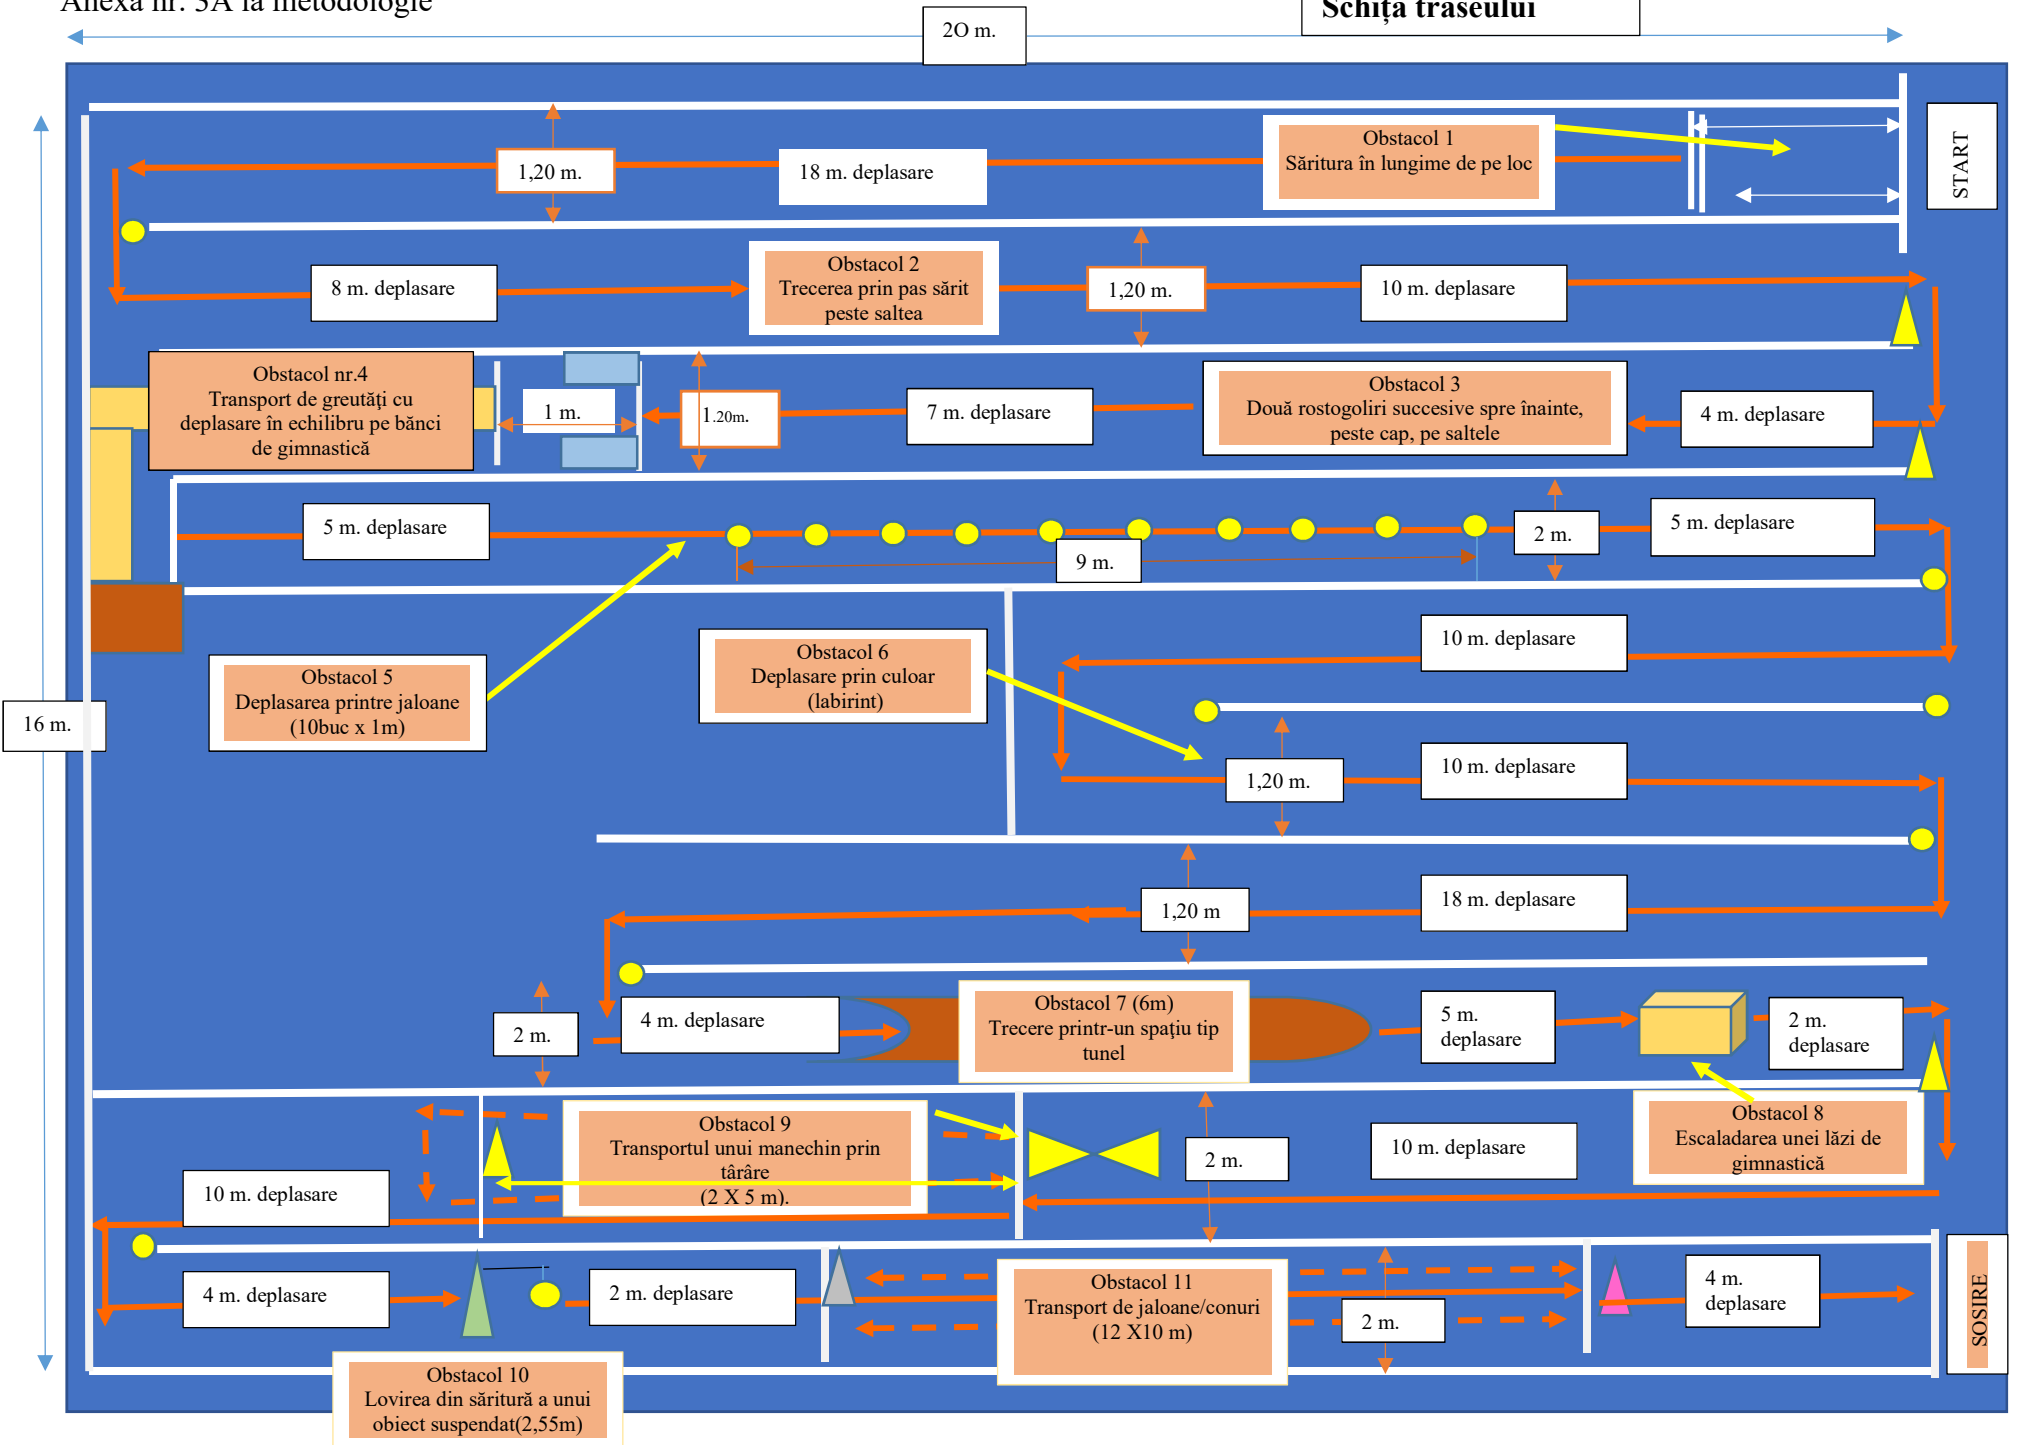 Anexa nr. 3A la metodologie
Schița traseului
2O m.
START
Obstacol 1
Săritura în lungime de pe loc
18 m. deplasare
1,20 m.
8 m. deplasare
Obstacol 2
Trecerea prin pas sărit
peste saltea
1,20 m.
10 m. deplasare
Obstacol nr.4
Transport de greutăţi cu
deplasare în echilibru pe bănci
de gimnastică
1 m.
1.20m.
7 m. deplasare
Obstacol 3
Două rostogoliri succesive spre înainte,
peste cap, pe saltele
4 m. deplasare
5 m. deplasare
9 m.
2 m.
5 m. deplasare
Obstacol 5
Deplasarea printre jaloane
(10buc x 1m)
Obstacol 6
Deplasare prin culoar
(labirint)
10 m. deplasare
16 m.
1,20 m.
10 m. deplasare
1,20 m
18 m. deplasare
2 m.
4 m. deplasare
Obstacol 7 (6m)
Trecere printr-un spaţiu tip
tunel
5 m.
deplasare
2 m.
deplasare
Obstacol 8
Escaladarea unei lăzi de
gimnastică
10 m. deplasare
2 m.
Obstacol 9
Transportul unui manechin prin
târâre
(2 X 5 m).
10 m. deplasare
4 m. deplasare
2 m. deplasare
Obstacol 11
Transport de jaloane/conuri
(12 X10 m)
2 m.
4 m.
deplasare
SOSIRE
Obstacol 10
Lovirea din săritură a unui
obiect suspendat(2,55m)